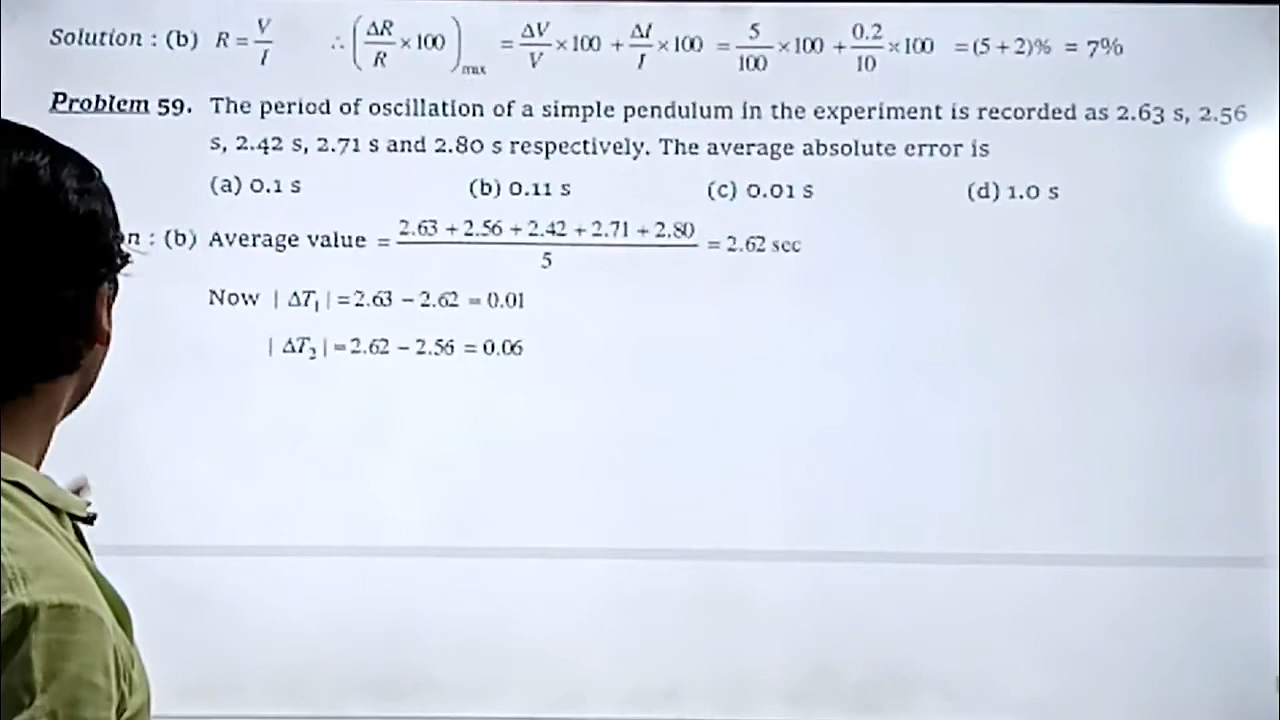 Solution : (b) R = V/I ∴ (ΔR/R × 100)max = ΔV/V × 100 + ΔI/I × 100 = 5/100 × 100 + 0.2/10 × 100 = (5 + 2)% = 7%
Problem 59. The period of oscillation of a simple pendulum in the experiment is recorded as 2.63 s, 2.56
s, 2.42 s, 2.71 s and 2.80 s respectively. The average absolute error is
(a) 0.1 s (b) 0.11 s (c) 0.01 s (d) 1.0 s
n : (b) Average value = (2.63 + 2.56 + 2.42 + 2.71 + 2.80)/5 = 2.62 sec
Now | ΔT₁ | = 2.63 − 2.62 = 0.01
| ΔT₂ | = 2.62 − 2.56 = 0.06